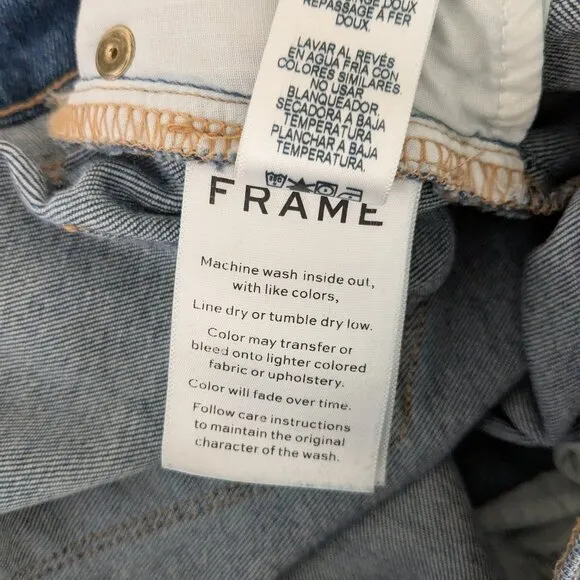 REPASSAGE À FER
DOUX.
LAVAR AL REVÉS
EN AGUA FRIA CON
COLORES SIMILARES.
NO USAR
BLANQUEADOR.
SECADORA A BAJA
TEMPERATURA
PLANCHAR A BAJA
TEMPERATURA.
FRAME
Machine wash inside out,
with like colors,
Line dry or tumble dry low.
Color may transfer or
bleed onto lighter colored
fabric or upholstery.
Color will fade over time.
Follow care instructions
to maintain the original
character of the wash.